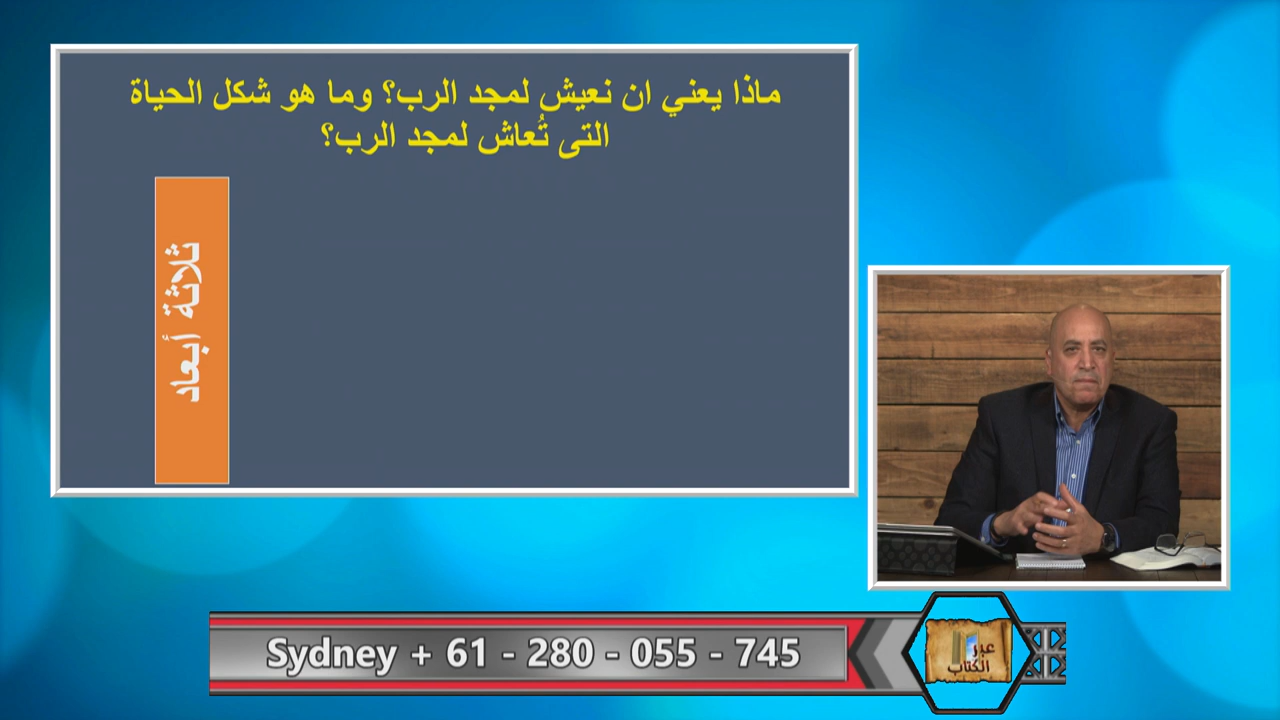 ماذا يعني ان نعيش لمجد الرب؟ وما هو شكل الحياة
التى تُعاش لمجد الرب؟
ثلاثة أبعاد
Sydney + 61 - 280 - 055 - 745
عبر
الكتاب